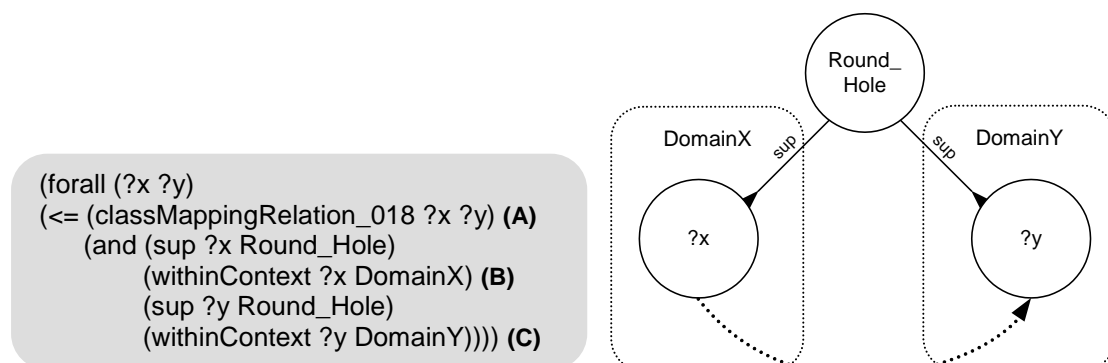 (forall (?x ?y)
(<= (classMappingRelation_018 ?x ?y) (A)
(and (sup ?x Round_Hole)
(withinContext ?x DomainX) (B)
(sup ?y Round_Hole)
(withinContext ?y DomainY)))) (C)
Round_
Hole
DomainX
sup
sup
DomainY
?x
?y